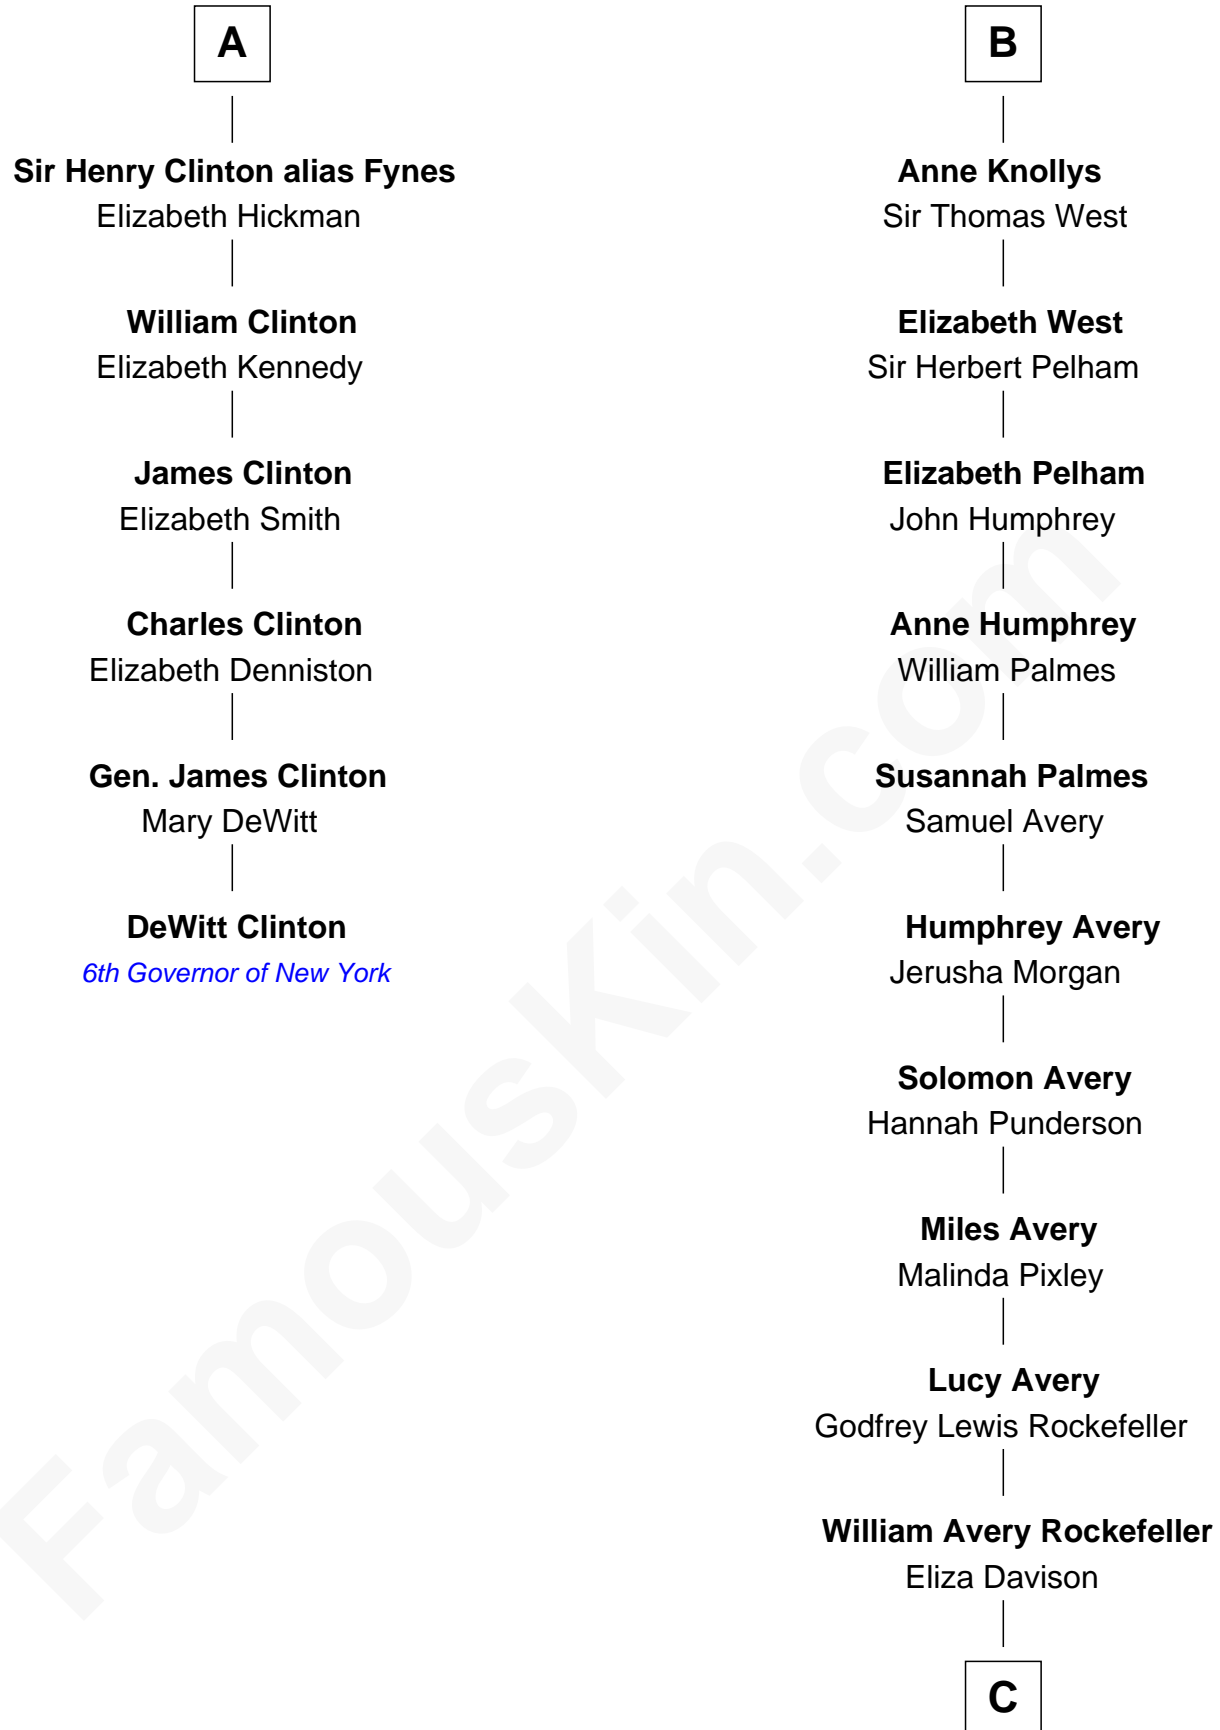 A
Sir Henry Clinton alias Fynes
Elizabeth Hickman
William Clinton
Elizabeth Kennedy
James Clinton
Elizabeth Smith
Charles Clinton
Elizabeth Denniston
Gen. James Clinton
Mary DeWitt
DeWitt Clinton
6th Governor of New York
B
Anne Knollys
Sir Thomas West
Elizabeth West
Sir Herbert Pelham
Elizabeth Pelham
John Humphrey
Anne Humphrey
William Palmes
Susannah Palmes
Samuel Avery
Humphrey Avery
Jerusha Morgan
Solomon Avery
Hannah Punderson
Miles Avery
Malinda Pixley
Lucy Avery
Godfrey Lewis Rockefeller
William Avery Rockefeller
Eliza Davison
C
FamousKin.com